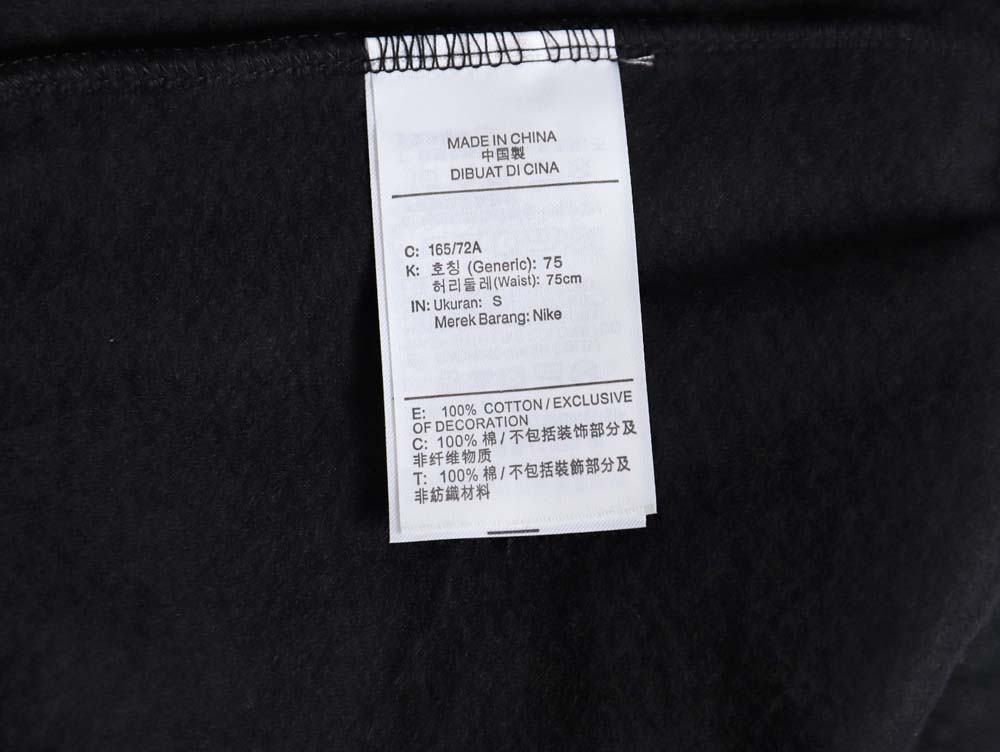 MADE IN CHINA
中国製
DIBUAT DI CINA
C: 165/72A
K: 호칭 (Generic): 75
허리둘레(Waist): 75cm
IN: Ukuran: S
Merek Barang: Nike
E: 100% COTTON / EXCLUSIVE
OF DECORATION
C: 100% 棉 / 不包括装饰部分及
非纤维物质
T: 100% 棉 / 不包括裝飾部分及
非紡織材料